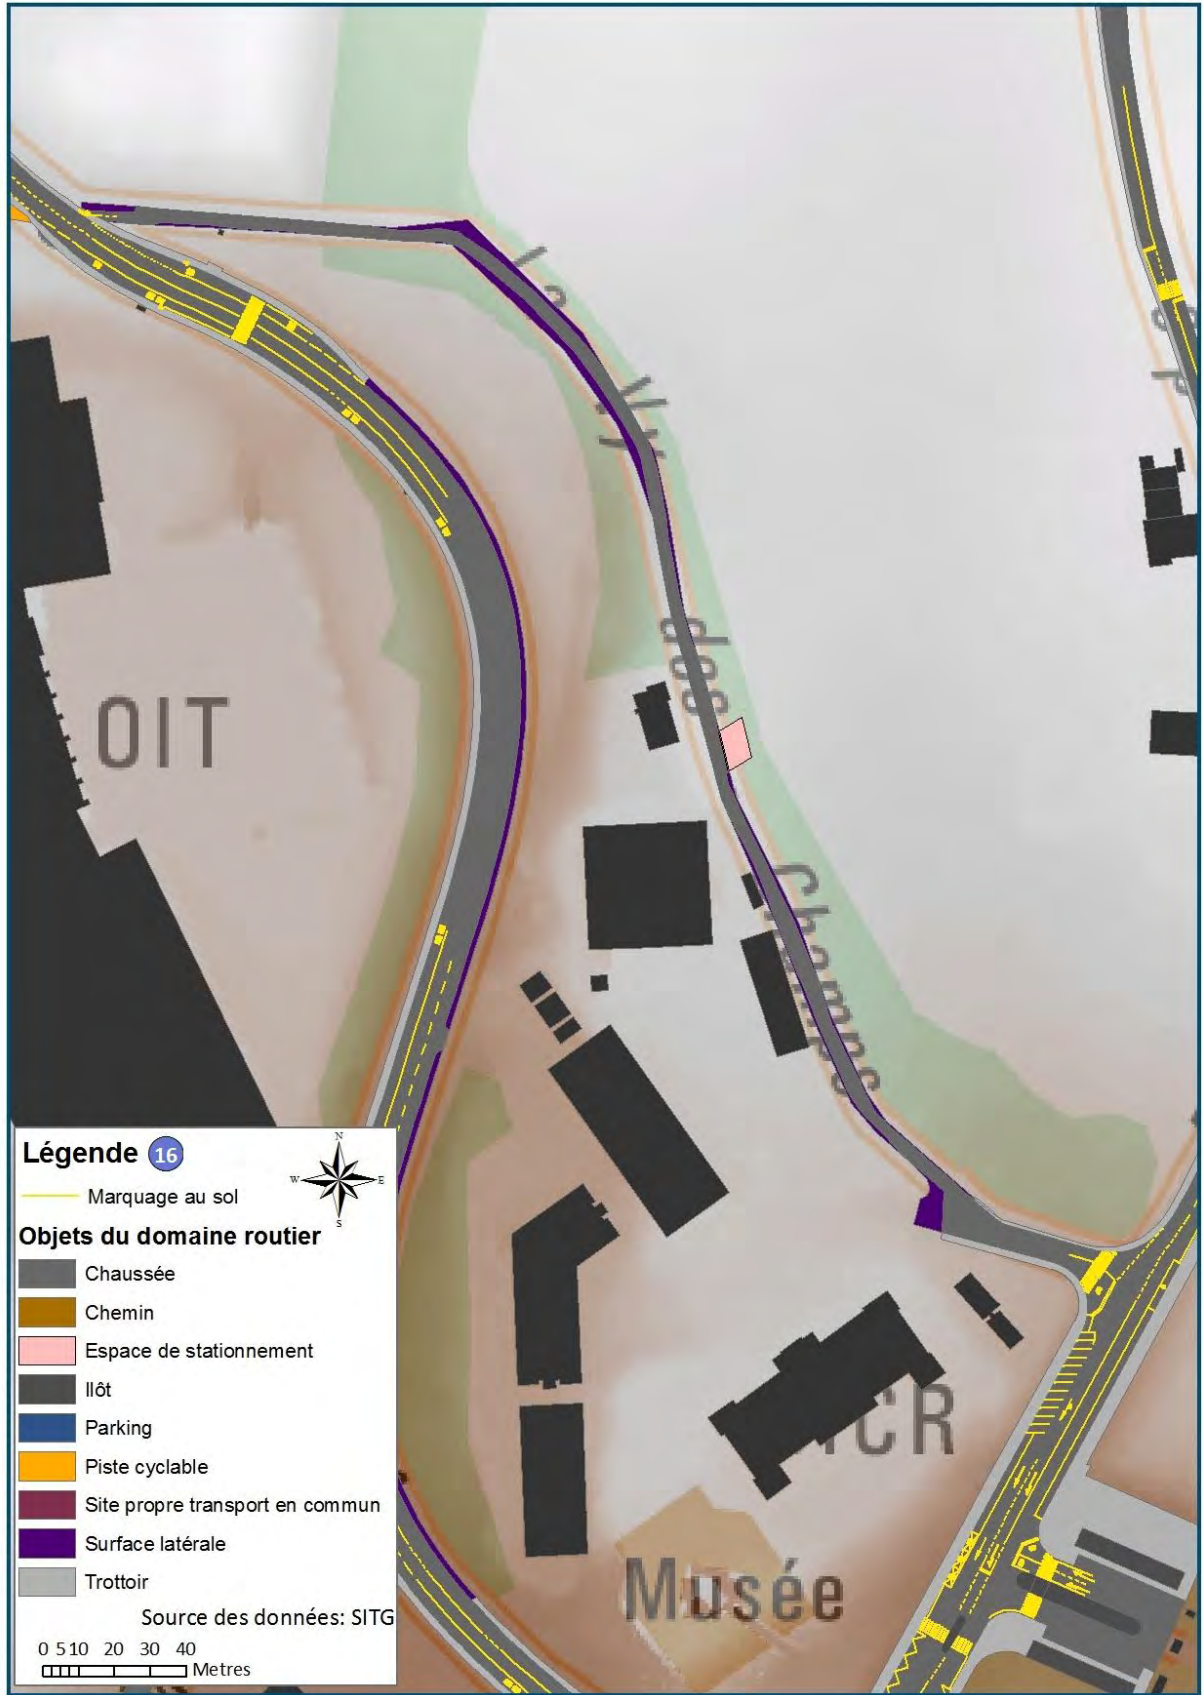 Le Vy
des
Champs
OIT
Légende 16
N
W E
S
Marquage au sol
Objets du domaine routier
Chaussée
Chemin
Espace de stationnement
Ilôt
Parking
Piste cyclable
Site propre transport en commun
Surface latérale
Trottoir
Source des données: SITG
0 5 10 20 30 40
Metres
CR
Musée